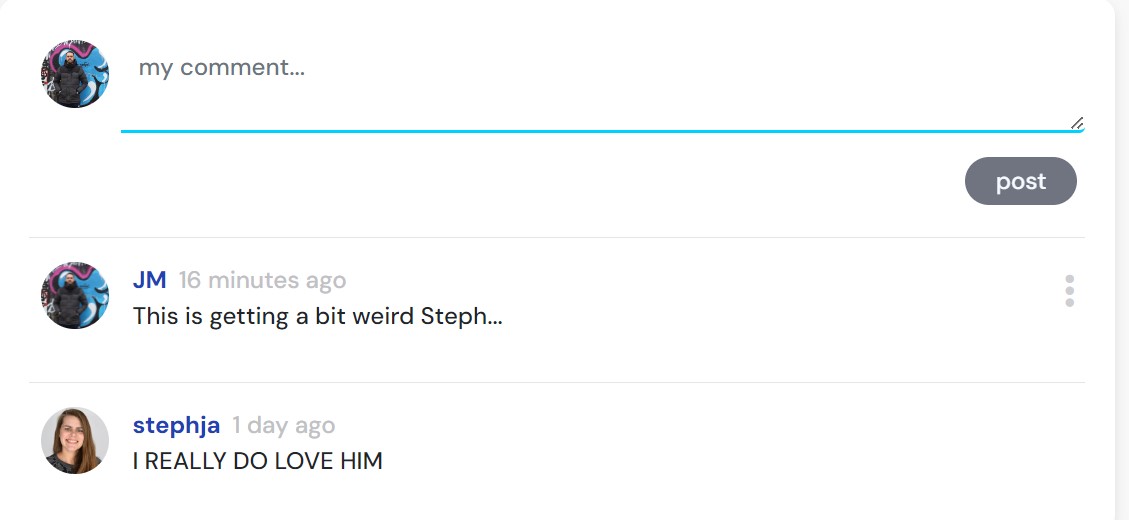 my comment...
post
JM 16 minutes ago
This is getting a bit weird Steph...
stephja 1 day ago
I REALLY DO LOVE HIM